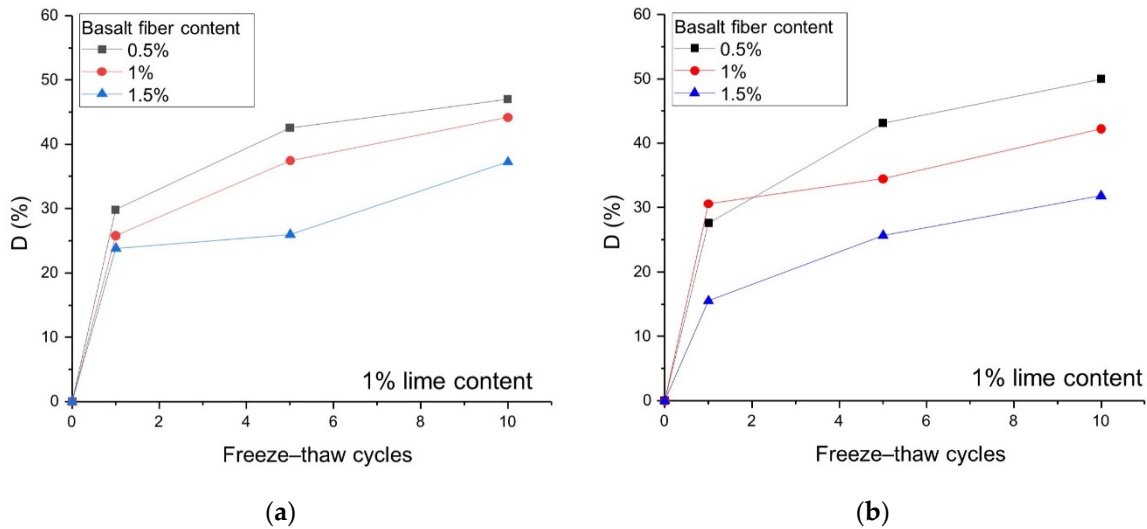 Basalt fiber content
0.5%
1%
1.5%
60
50
40
30
20
10
0
D (%)
1% lime content
0 2 4 6 8 10
Freeze–thaw cycles
(a)
Basalt fiber content
0.5%
1%
1.5%
60
50
40
30
20
10
0
D (%)
1% lime content
0 2 4 6 8 10
Freeze–thaw cycles
(b)